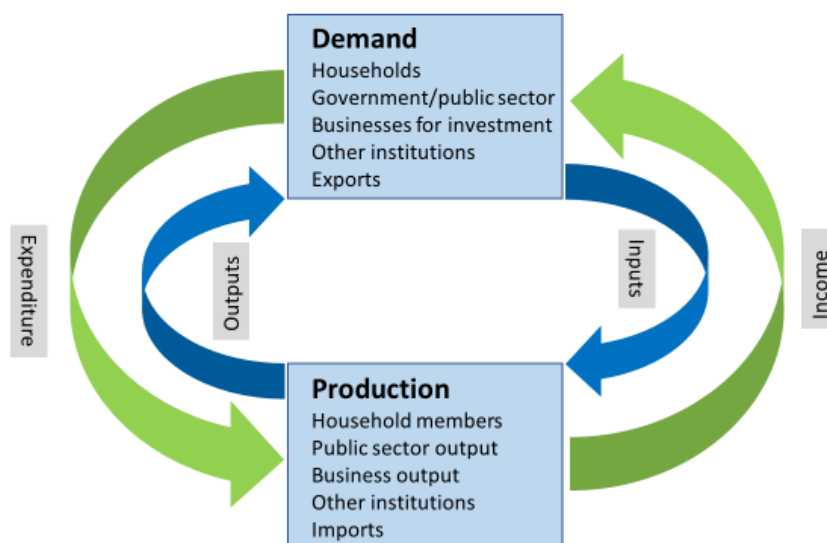 Demand
Households
Government/public sector
Businesses for investment
Other institutions
Exports
Expenditure
Outputs
Inputs
Income
Production
Household members
Public sector output
Business output
Other institutions
Imports